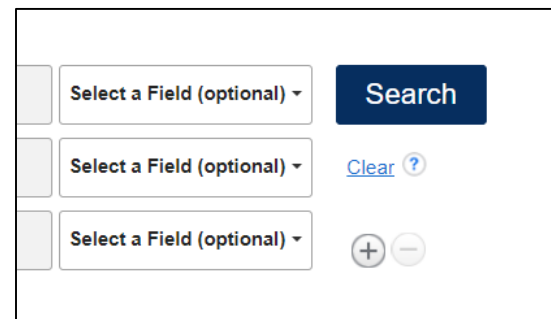 Select a Field (optional) Search
Select a Field (optional) Clear ?
Select a Field (optional) + −